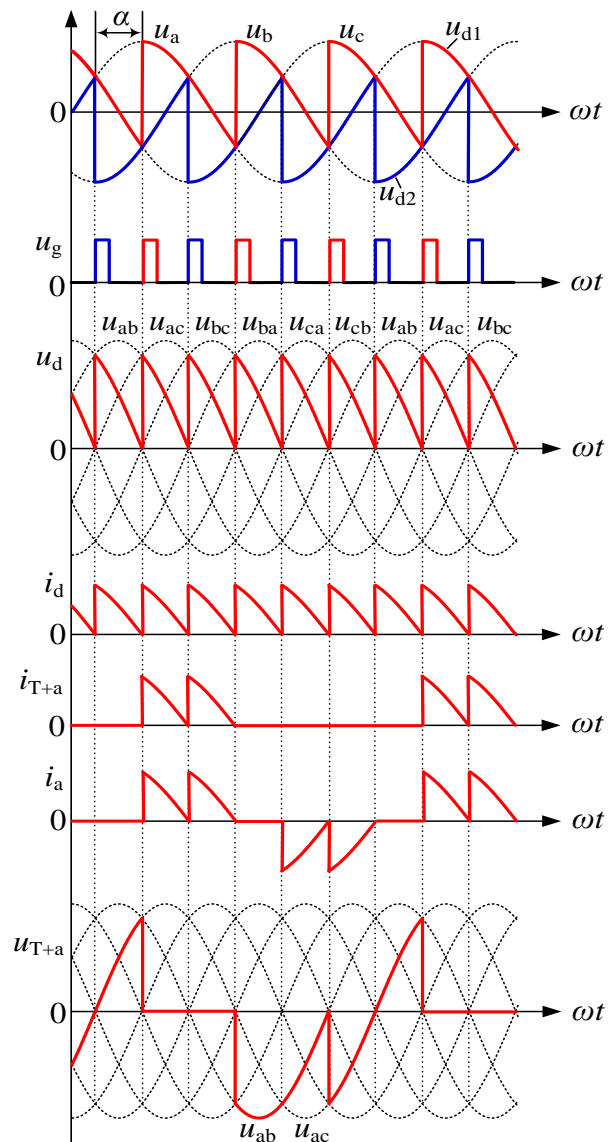 α u_a u_b u_c u_d1
0 ωt
u_d2
u_g
0 ωt
u_ab u_ac u_bc u_ba u_ca u_cb u_ab u_ac u_bc
u_d
0 ωt
i_d
0 ωt
i_T+a
0 ωt
i_a
0 ωt
u_T+a
0 ωt
u_ab u_ac